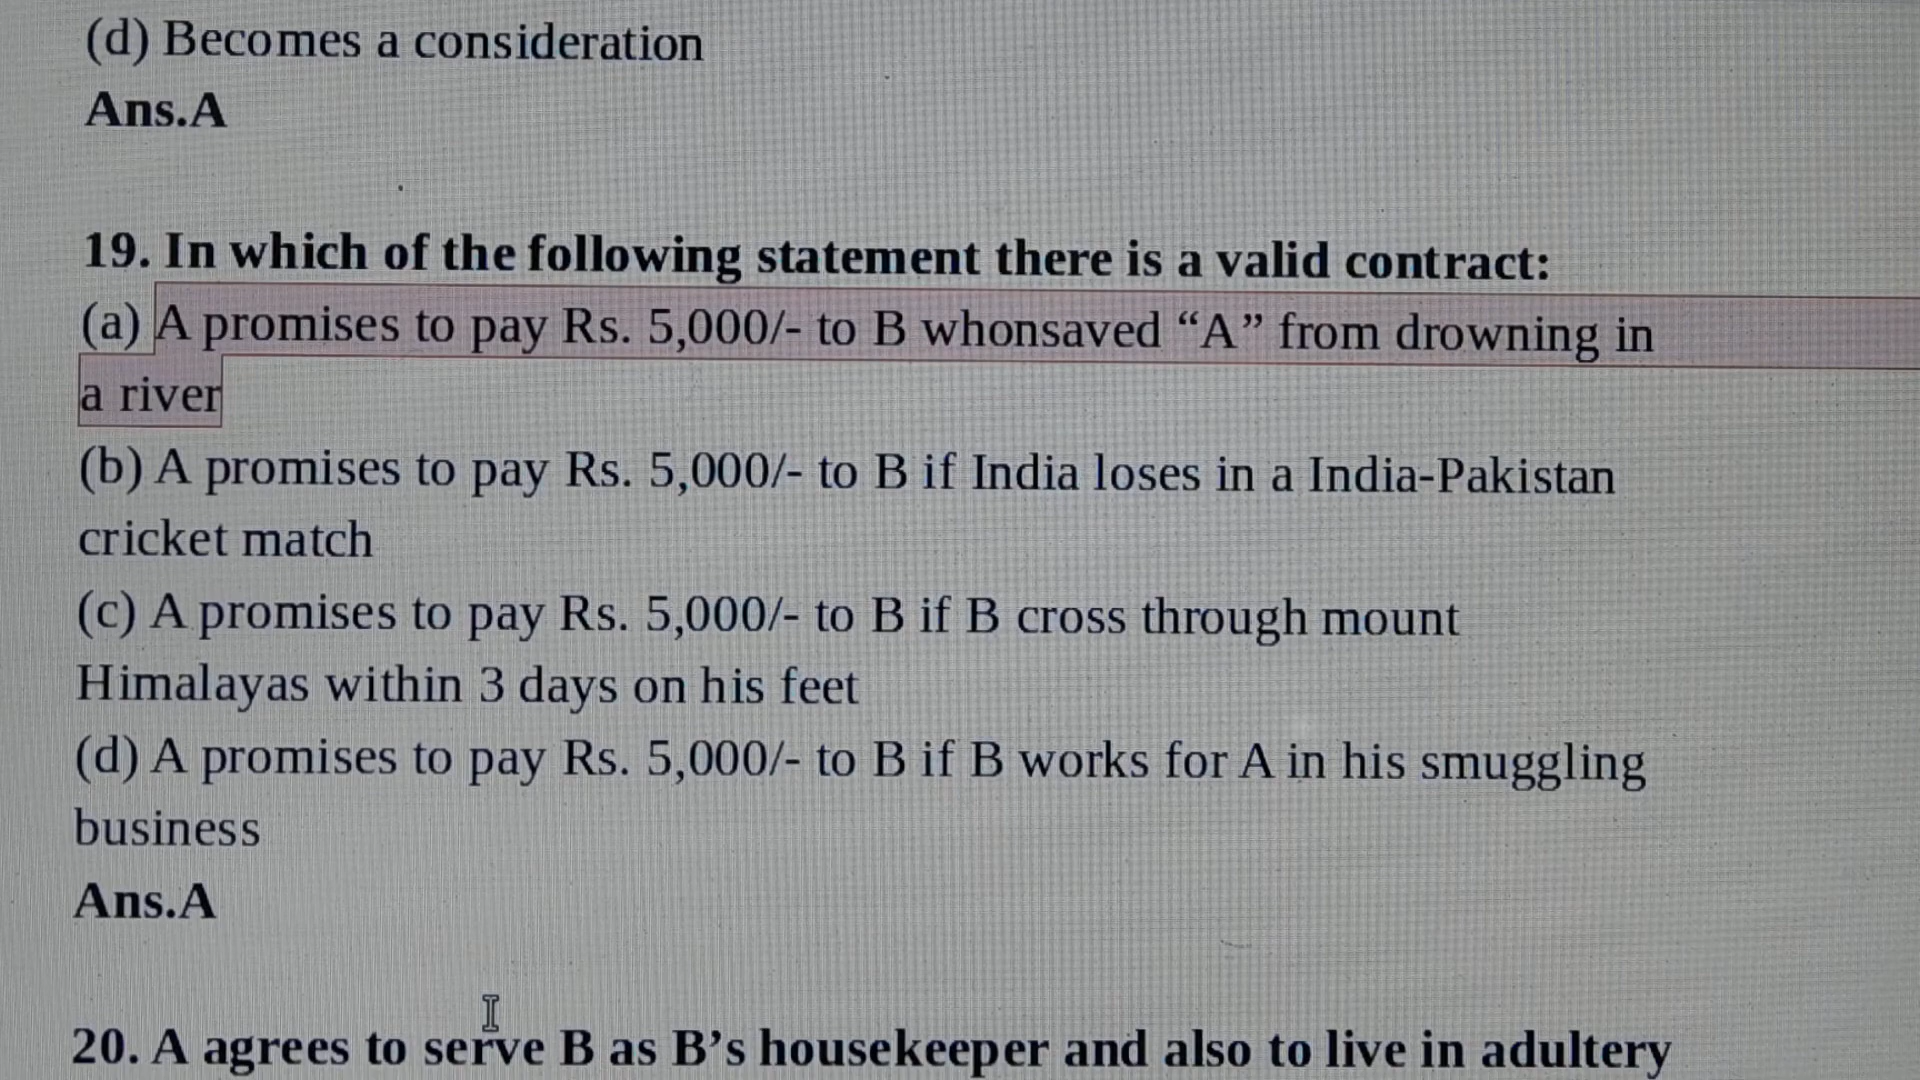 (d) Becomes a consideration
Ans.A
19. In which of the following statement there is a valid contract:
(a) A promises to pay Rs. 5,000/- to B whonsaved “A” from drowning in
a river
(b) A promises to pay Rs. 5,000/- to B if India loses in a India-Pakistan
cricket match
(c) A promises to pay Rs. 5,000/- to B if B cross through mount
Himalayas within 3 days on his feet
(d) A promises to pay Rs. 5,000/- to B if B works for A in his smuggling
business
Ans.A
20. A agrees to serve B as B’s housekeeper and also to live in adultery